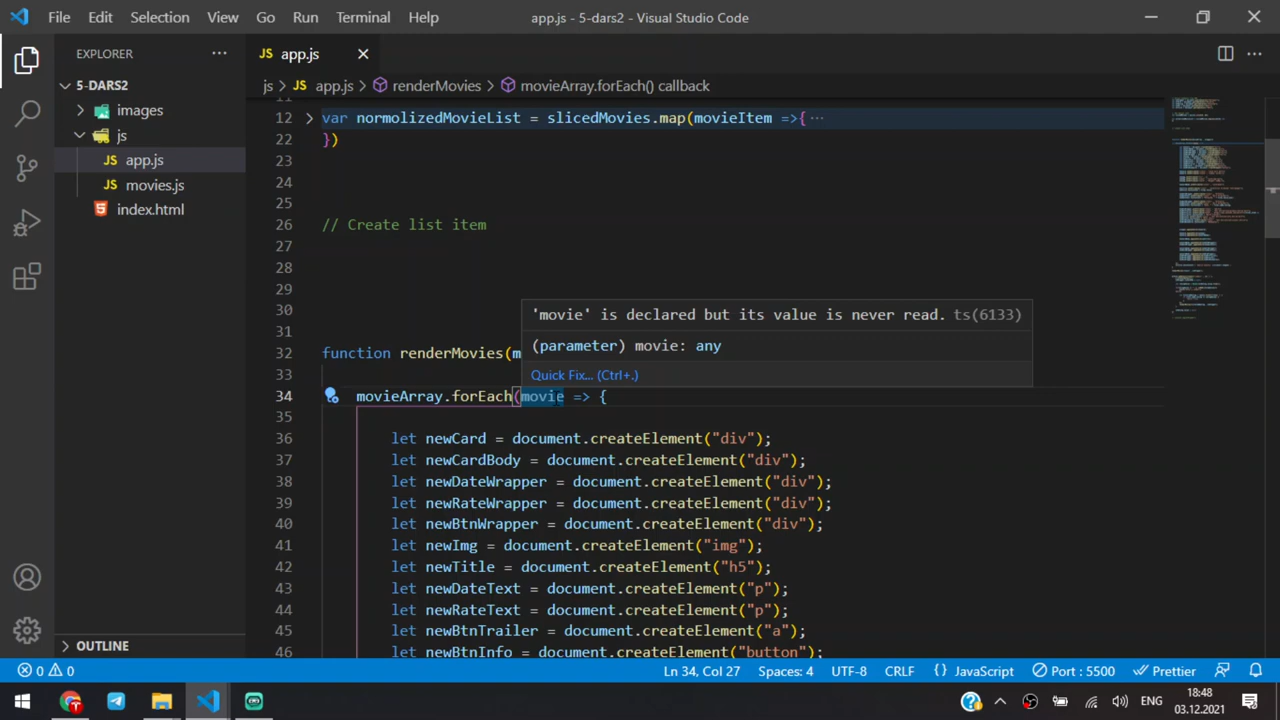 File Edit Selection View Go Run Terminal Help
app.js - 5-dars2 - Visual Studio Code
EXPLORER
JS app.js
5-DARS2
js > JS app.js > renderMovies > movieArray.forEach() callback
images
js
JS app.js
JS movies.js
index.html
11
12 var normolizedMovieList = slicedMovies.map(movieItem =>{ ···
22 })
23
24
25
26 // Create list item
27
28
29
30
'movie' is declared but its value is never read. ts(6133)
31
(parameter) movie: any
32 function renderMovies(m
33
Quick Fix... (Ctrl+.)
34 movieArray.forEach(movie => {
35
36 let newCard = document.createElement("div");
37 let newCardBody = document.createElement("div");
38 let newDateWrapper = document.createElement("div");
39 let newRateWrapper = document.createElement("div");
40 let newBtnWrapper = document.createElement("div");
41 let newImg = document.createElement("img");
42 let newTitle = document.createElement("h5");
43 let newDateText = document.createElement("p");
44 let newRateText = document.createElement("p");
45 let newBtnTrailer = document.createElement("a");
46 let newBtnInfo = document.createElement("button");
OUTLINE
0 0
Ln 34, Col 27 Spaces: 4 UTF-8 CRLF {} JavaScript Port : 5500 Prettier
ENG
18:48
03.12.2021